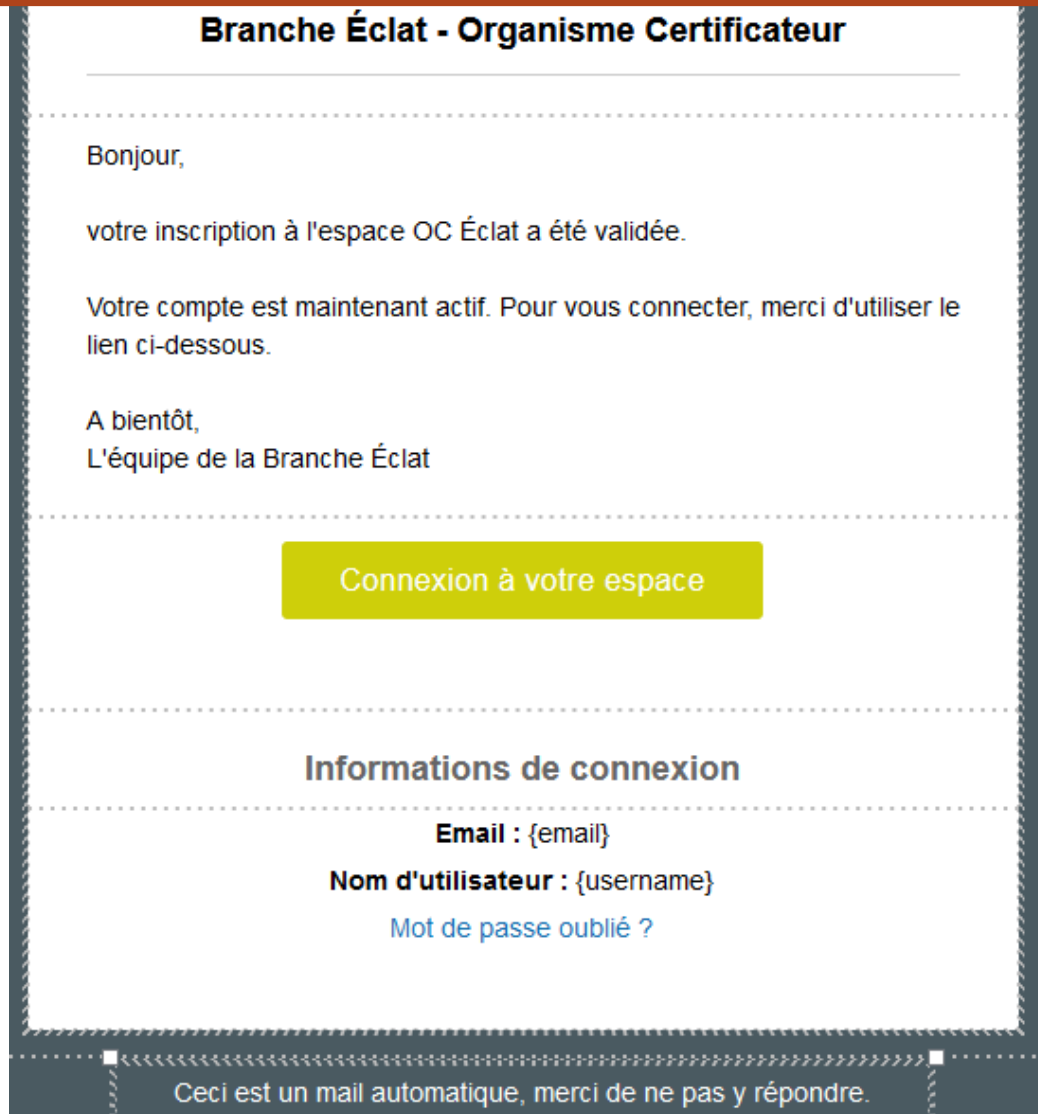 Branche Éclat - Organisme Certificateur
Bonjour,
votre inscription à l'espace OC Éclat a été validée.
Votre compte est maintenant actif. Pour vous connecter, merci d'utiliser le
lien ci-dessous.
A bientôt,
L'équipe de la Branche Éclat
Connexion à votre espace
Informations de connexion
Email : {email}
Nom d'utilisateur : {username}
Mot de passe oublié ?
Ceci est un mail automatique, merci de ne pas y répondre.